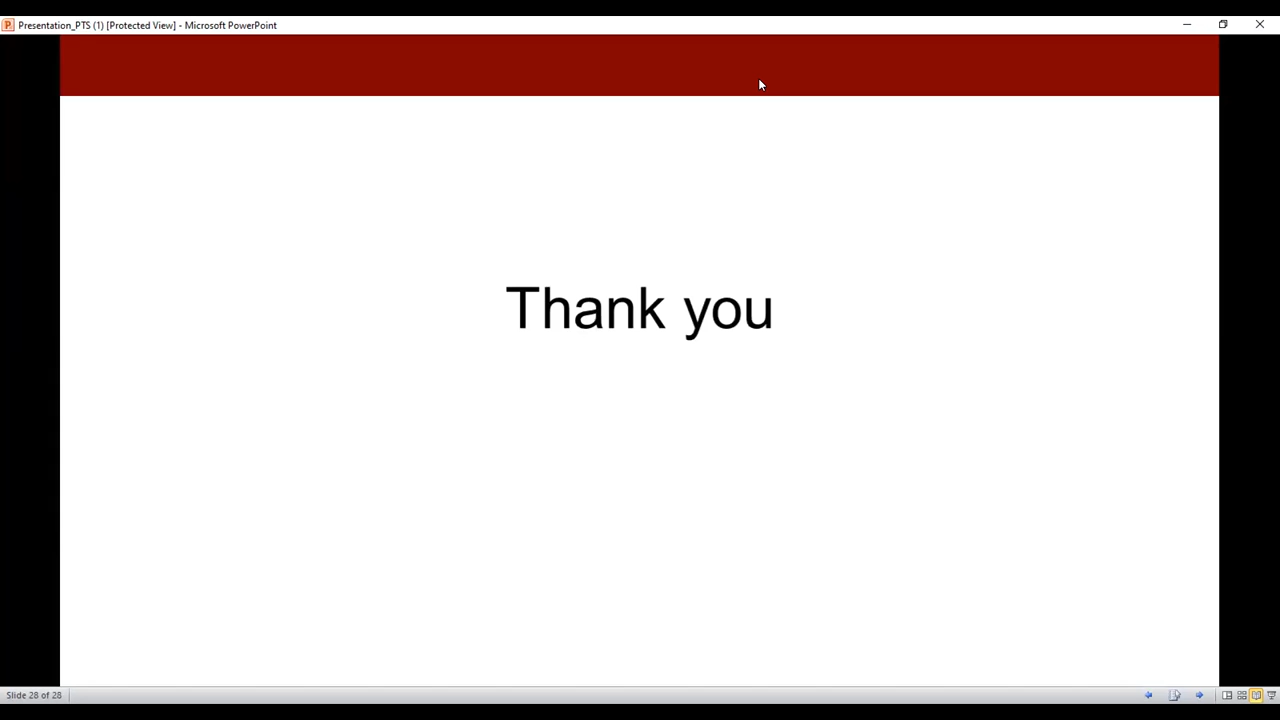 Presentation_PTS (1) [Protected View] - Microsoft PowerPoint
Thank you
Slide 28 of 28